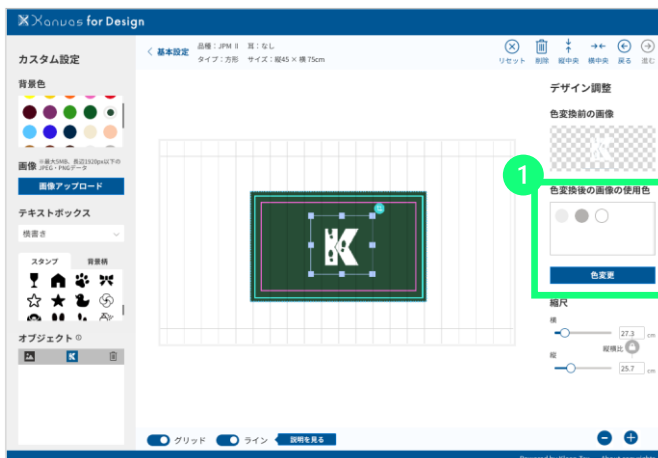 Xanvas for Design
カスタム設定
背景色
画像 ※最大5MB、長辺1920px以下の
JPEG・PNGデータ
画像アップロード
テキストボックス
横書き
スタンプ 背景柄
オブジェクト
< 基本設定
品種：JPM II 耳：なし
タイプ：方形 サイズ：縦45 × 横75cm
リセット 削除 縦中央 横中央 戻る 進む
K
グリッド ライン 説明を見る
デザイン調整
色変換前の画像
1
色変換後の画像の使用色
色変更
縮尺
横
27.3 cm
縦横比
縦
25.7 cm